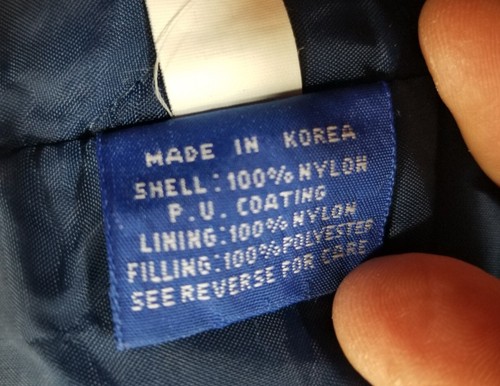 MADE IN KOREA
SHELL: 100% NYLON
P.U. COATING
LINING: 100% NYLON
FILLING: 100% POLYESTER
SEE REVERSE FOR CARE